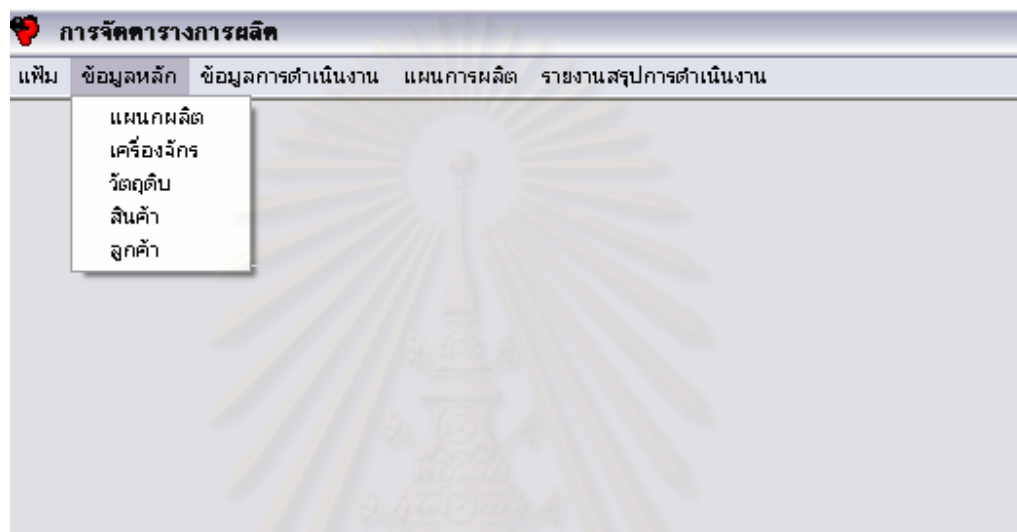 การจัดตารางการผลิต
แฟ้ม ข้อมูลหลัก ข้อมูลการดำเนินงาน แผนการผลิต รายงานสรุปการดำเนินงาน
แผนกผลิต
เครื่องจักร
วัตถุดิบ
สินค้า
ลูกค้า